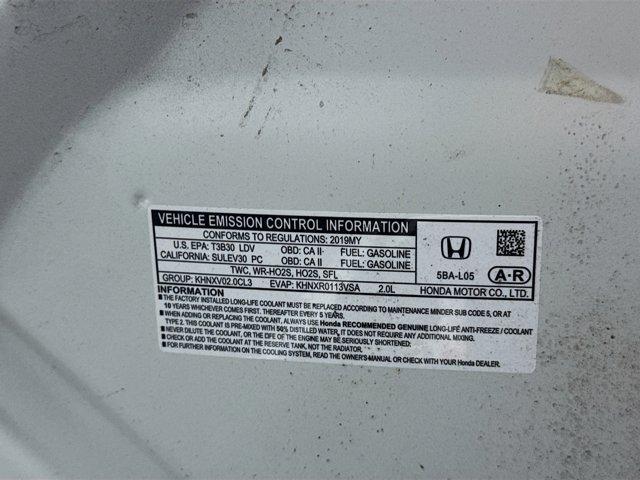 VEHICLE EMISSION CONTROL INFORMATION
CONFORMS TO REGULATIONS: 2019MY
U.S. EPA: T3B30 LDV OBD: CA II FUEL: GASOLINE
CALIFORNIA: SULEV30 PC OBD: CA II FUEL: GASOLINE
TWC, WR-HO2S, HO2S, SFL
GROUP: KHNXV02.0CL3 EVAP: KHNXR0113VSA 2.0L
5BA-L05 A-R
HONDA MOTOR CO., LTD.
INFORMATION
■ THE FACTORY INSTALLED LONG-LIFE COOLANT MUST BE REPLACED ACCORDING TO MAINTENANCE MINDER SUB CODE 5, OR AT
10 YEARS WHICHEVER COMES FIRST. THEREAFTER EVERY 5 YEARS.
■ WHEN ADDING OR REPLACING THE COOLANT, ALWAYS USE Honda RECOMMENDED GENUINE LONG-LIFE ANTI-FREEZE / COOLANT
TYPE 2. THIS COOLANT IS PRE-MIXED WITH 50% DISTILLED WATER, IT DOES NOT REQUIRE ANY ADDITIONAL MIXING.
■ NEVER DILUTE THE COOLANT, OR THE LIFE OF THE ENGINE MAY BE SERIOUSLY SHORTENED.
■ CHECK OR ADD THE COOLANT AT THE RESERVE TANK, NOT THE RADIATOR.
■ FOR FURTHER INFORMATION ON THE COOLING SYSTEM, READ THE OWNER'S MANUAL OR CHECK WITH YOUR Honda DEALER.